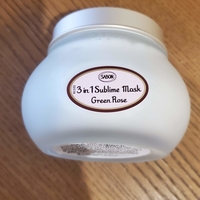 SABON
3 in 1 Sublime Mask
Green Rose